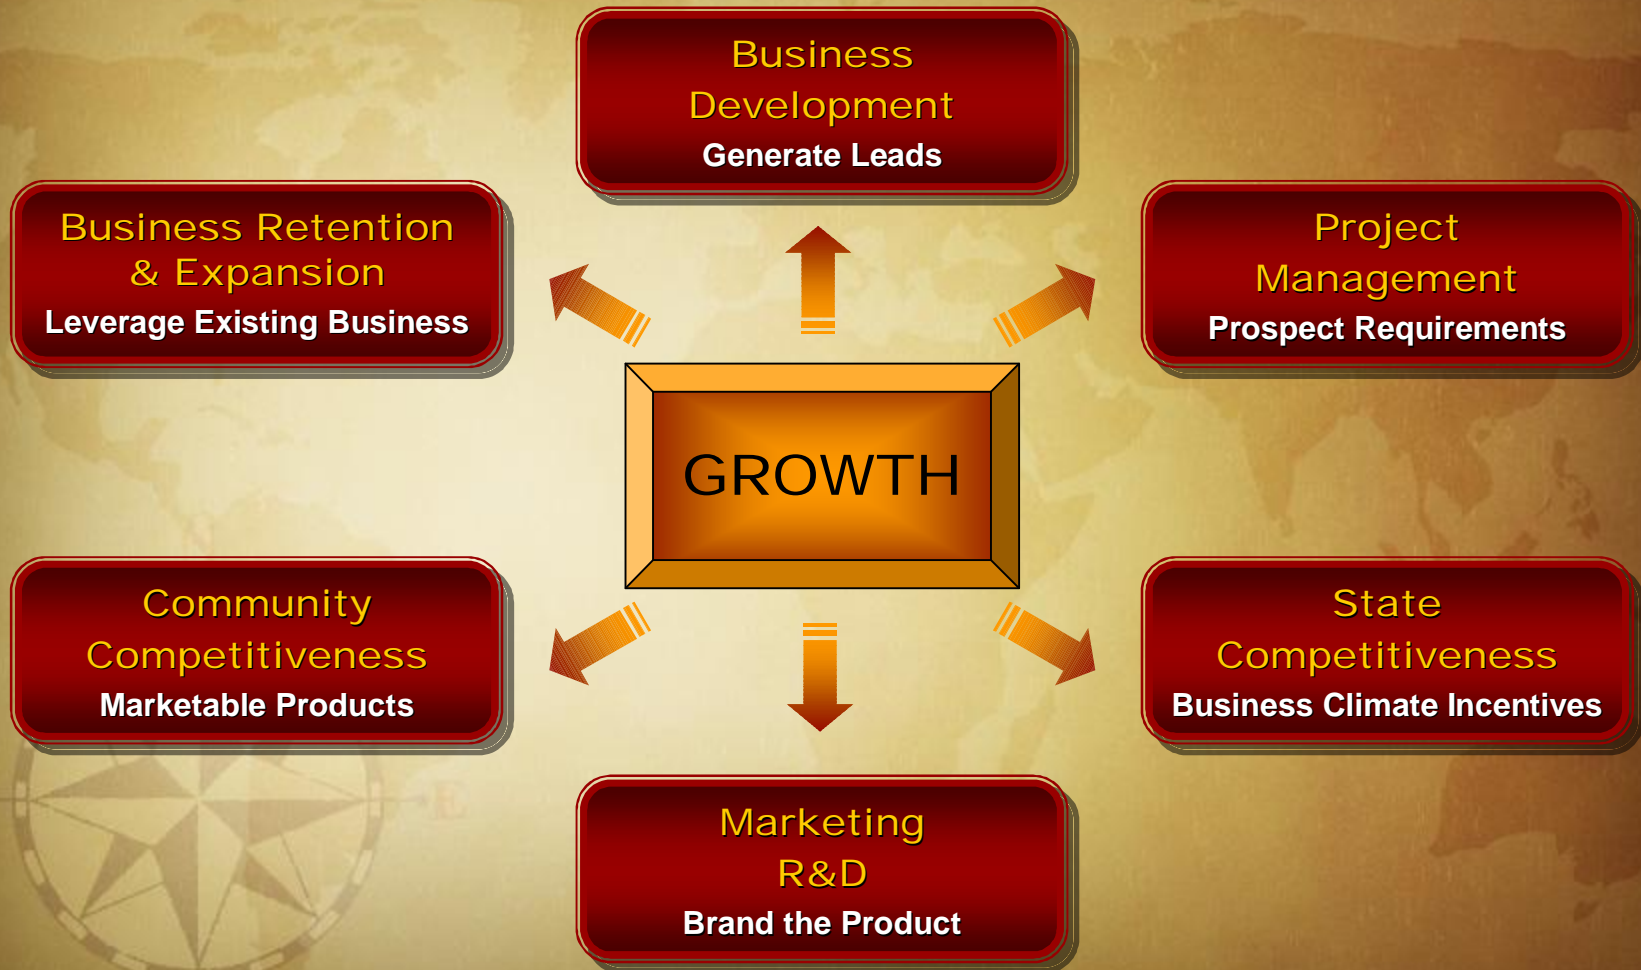 Business
Development
Generate Leads
Business Retention
& Expansion
Leverage Existing Business
Project
Management
Prospect Requirements
GROWTH
Community
Competitiveness
Marketable Products
State
Competitiveness
Business Climate Incentives
Marketing
R&D
Brand the Product
E